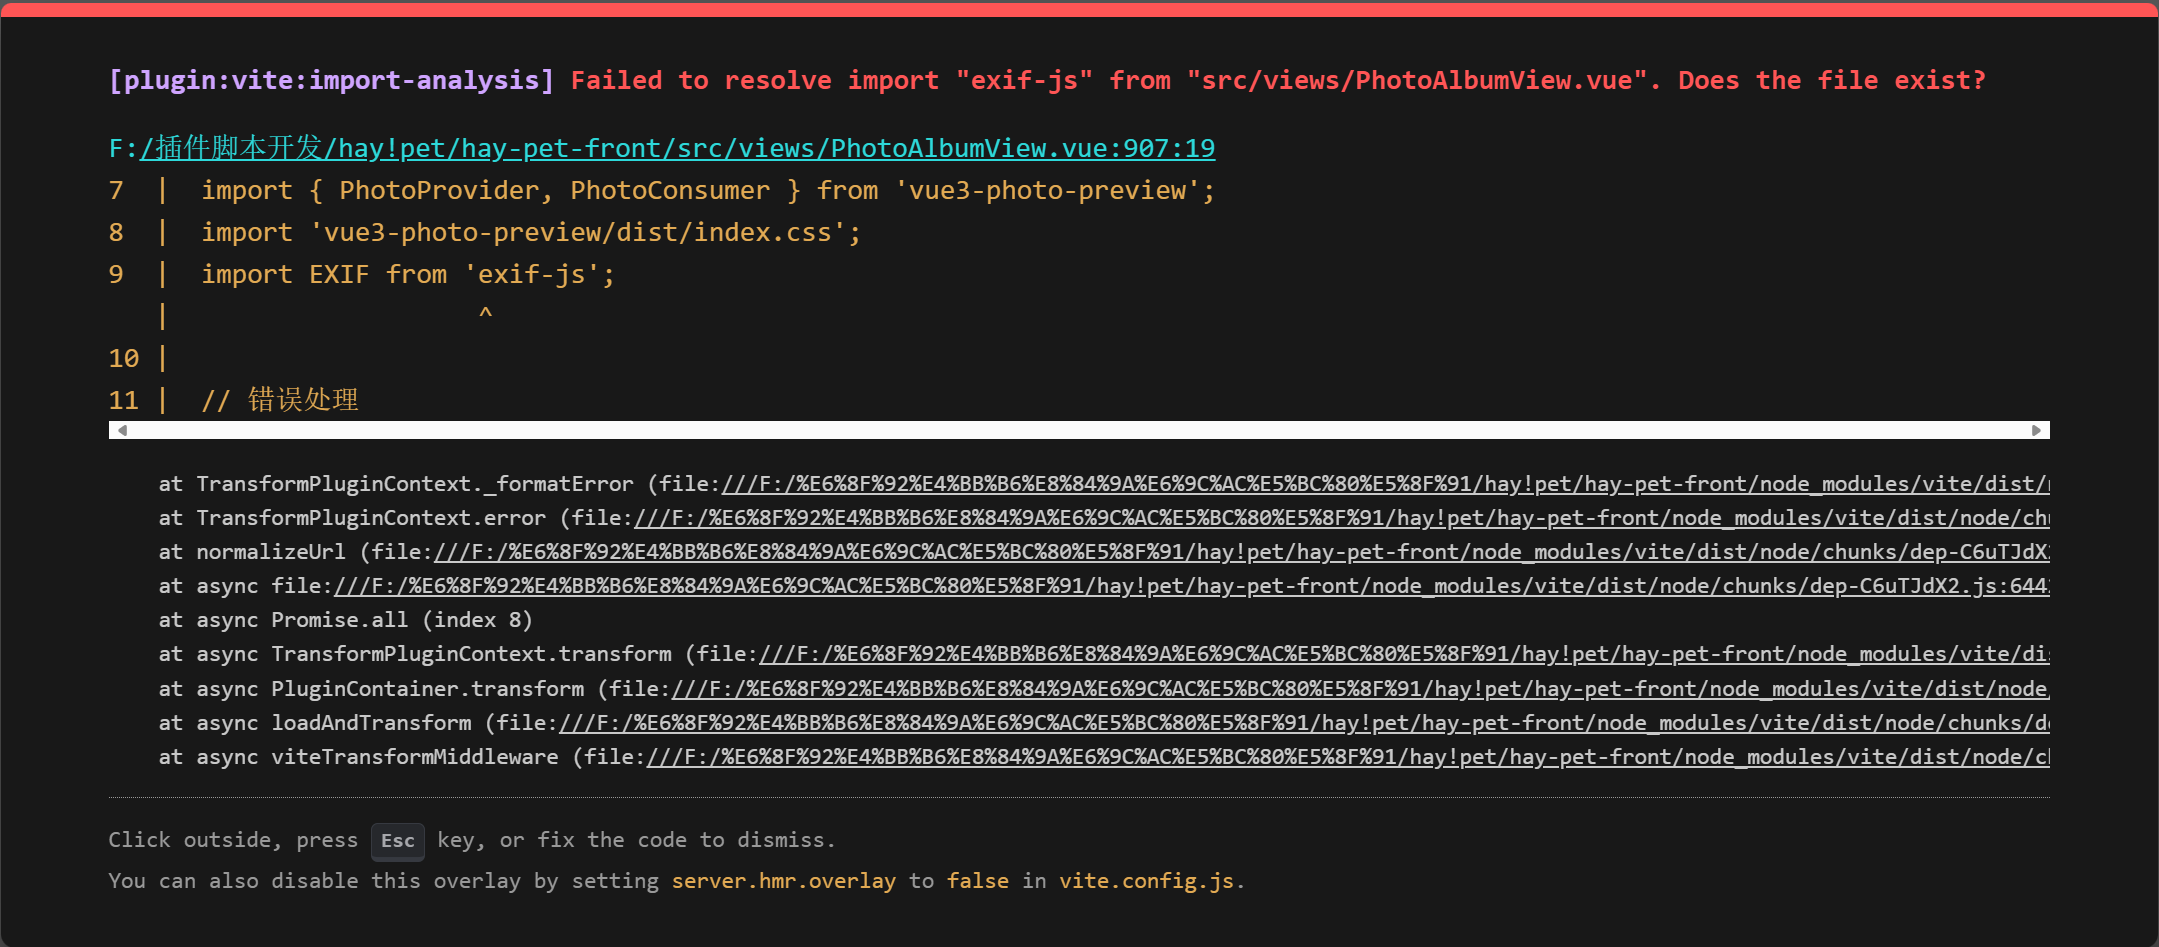 [plugin:vite:import-analysis] Failed to resolve import "exif-js" from "src/views/PhotoAlbumView.vue". Does the file exist?
F:/插件脚本开发/hay!pet/hay-pet-front/src/views/PhotoAlbumView.vue:907:19
7  |  import { PhotoProvider, PhotoConsumer } from 'vue3-photo-preview';
8  |  import 'vue3-photo-preview/dist/index.css';
9  |  import EXIF from 'exif-js';
   |                    ^
10 |
11 |  // 错误处理
at TransformPluginContext._formatError (file:///F:/%E6%8F%92%E4%BB%B6%E8%84%9A%E6%9C%AC%E5%BC%80%E5%8F%91/hay!pet/hay-pet-front/node_modules/vite/dist/
at TransformPluginContext.error (file:///F:/%E6%8F%92%E4%BB%B6%E8%84%9A%E6%9C%AC%E5%BC%80%E5%8F%91/hay!pet/hay-pet-front/node_modules/vite/dist/node/chu
at normalizeUrl (file:///F:/%E6%8F%92%E4%BB%B6%E8%84%9A%E6%9C%AC%E5%BC%80%E5%8F%91/hay!pet/hay-pet-front/node_modules/vite/dist/node/chunks/dep-C6uTJdX
at async file:///F:/%E6%8F%92%E4%BB%B6%E8%84%9A%E6%9C%AC%E5%BC%80%E5%8F%91/hay!pet/hay-pet-front/node_modules/vite/dist/node/chunks/dep-C6uTJdX2.js:644
at async Promise.all (index 8)
at async TransformPluginContext.transform (file:///F:/%E6%8F%92%E4%BB%B6%E8%84%9A%E6%9C%AC%E5%BC%80%E5%8F%91/hay!pet/hay-pet-front/node_modules/vite/di
at async PluginContainer.transform (file:///F:/%E6%8F%92%E4%BB%B6%E8%84%9A%E6%9C%AC%E5%BC%80%E5%8F%91/hay!pet/hay-pet-front/node_modules/vite/dist/node/
at async loadAndTransform (file:///F:/%E6%8F%92%E4%BB%B6%E8%84%9A%E6%9C%AC%E5%BC%80%E5%8F%91/hay!pet/hay-pet-front/node_modules/vite/dist/node/chunks/d
at async viteTransformMiddleware (file:///F:/%E6%8F%92%E4%BB%B6%E8%84%9A%E6%9C%AC%E5%BC%80%E5%8F%91/hay!pet/hay-pet-front/node_modules/vite/dist/node/c
Click outside, press Esc key, or fix the code to dismiss.
You can also disable this overlay by setting server.hmr.overlay to false in vite.config.js.